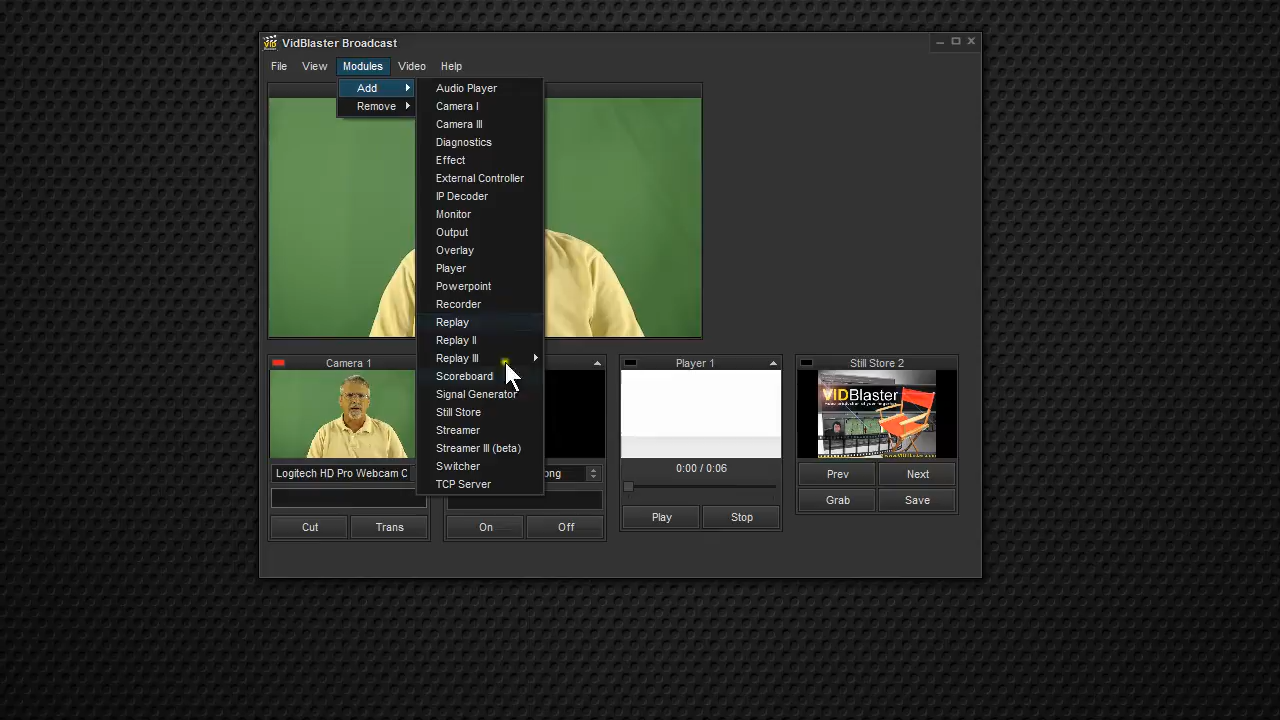 VidBlaster Broadcast
File View Modules Video Help
Add
Remove
Audio Player
Camera I
Camera III
Diagnostics
Effect
External Controller
IP Decoder
Monitor
Output
Overlay
Player
Powerpoint
Recorder
Replay
Replay II
Replay III
Scoreboard
Signal Generator
Still Store
Streamer
Streamer III (beta)
Switcher
TCP Server
Camera 1
Logitech HD Pro Webcam C
Cut Trans
ong
On Off
Player 1
0:00 / 0:06
Play Stop
Still Store 2
VIDBlaster
Prev Next
Grab Save